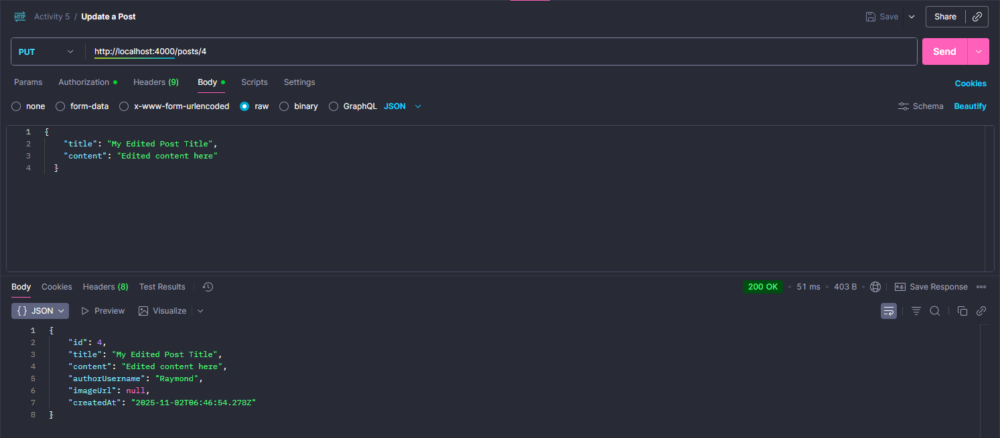 HTTP Activity 5 / Update a Post Save Share
PUT http://localhost:4000/posts/4 Send
Params Authorization Headers (9) Body Scripts Settings Cookies
none form-data x-www-form-urlencoded raw binary GraphQL JSON Schema Beautify
1 {
2 "title": "My Edited Post Title",
3 "content": "Edited content here"
4 }
Body Cookies Headers (8) Test Results 200 OK • 51 ms • 403 B • e.g. Save Response
{} JSON Preview Visualize
1 {
2 "id": 4,
3 "title": "My Edited Post Title",
4 "content": "Edited content here",
5 "authorUsername": "Raymond",
6 "imageUrl": null,
7 "createdAt": "2025-11-02T06:46:54.278Z"
8 }